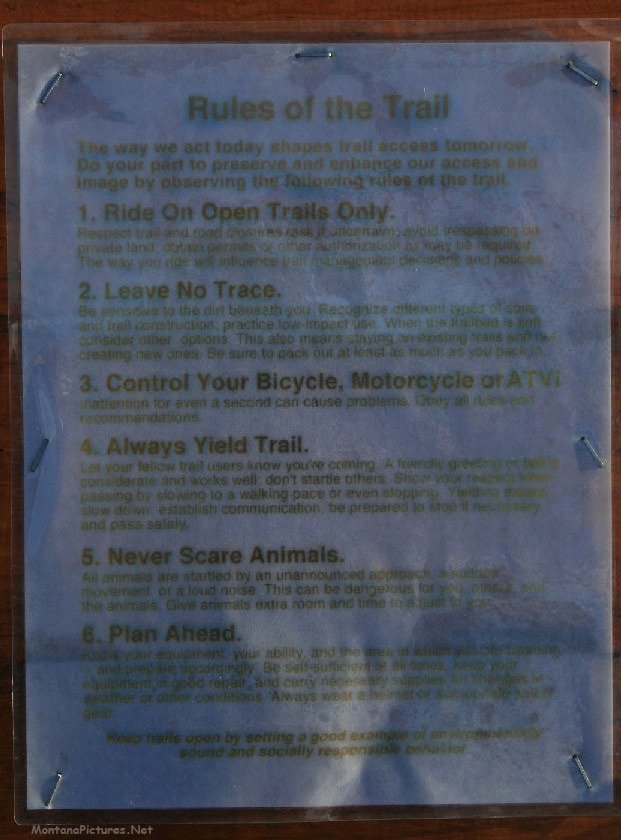 Rules of the Trail
The way we act today shapes trail access tomorrow.
Do your part to preserve and enhance our access and
image by observing the following rules of the trail.
1. Ride On Open Trails Only.
Respect trail and road closures (ask if uncertain), avoid trespassing on
private land, obtain permits or other authorization as may be required.
The way you ride will influence trail management decisions and policies.
2. Leave No Trace.
Be sensitive to the dirt beneath you. Recognize different types of soils
and trail construction; practice low-impact use. When the trailbed is soft,
consider other options. This also means staying on existing trails and not
creating new ones. Be sure to pack out at least as much as you pack in.
3. Control Your Bicycle, Motorcycle or ATV!
Inattention for even a second can cause problems. Obey all rules and
recommendations.
4. Always Yield Trail.
Let your fellow trail users know you're coming. A friendly greeting or bell is
considerate and works well; don't startle others. Show your respect when
passing by slowing to a walking pace or even stopping. Yielding means
slow down, establish communication, be prepared to stop if necessary
and pass safely.
5. Never Scare Animals.
All animals are startled by an unannounced approach, a sudden
movement, or a loud noise. This can be dangerous for you, others, and
the animals. Give animals extra room and time to adjust to you.
6. Plan Ahead.
Know your equipment, your ability, and the area in which you are
and prepare accordingly. Be self-sufficient at all times, keep your
equipment in good repair, and carry necessary supplies for changes in
weather or other conditions. Always wear a helmet or appropriate safety
gear.
Keep trails open by setting a good example of environmentally
sound and socially responsible behavior.
MontanaPictures.Net